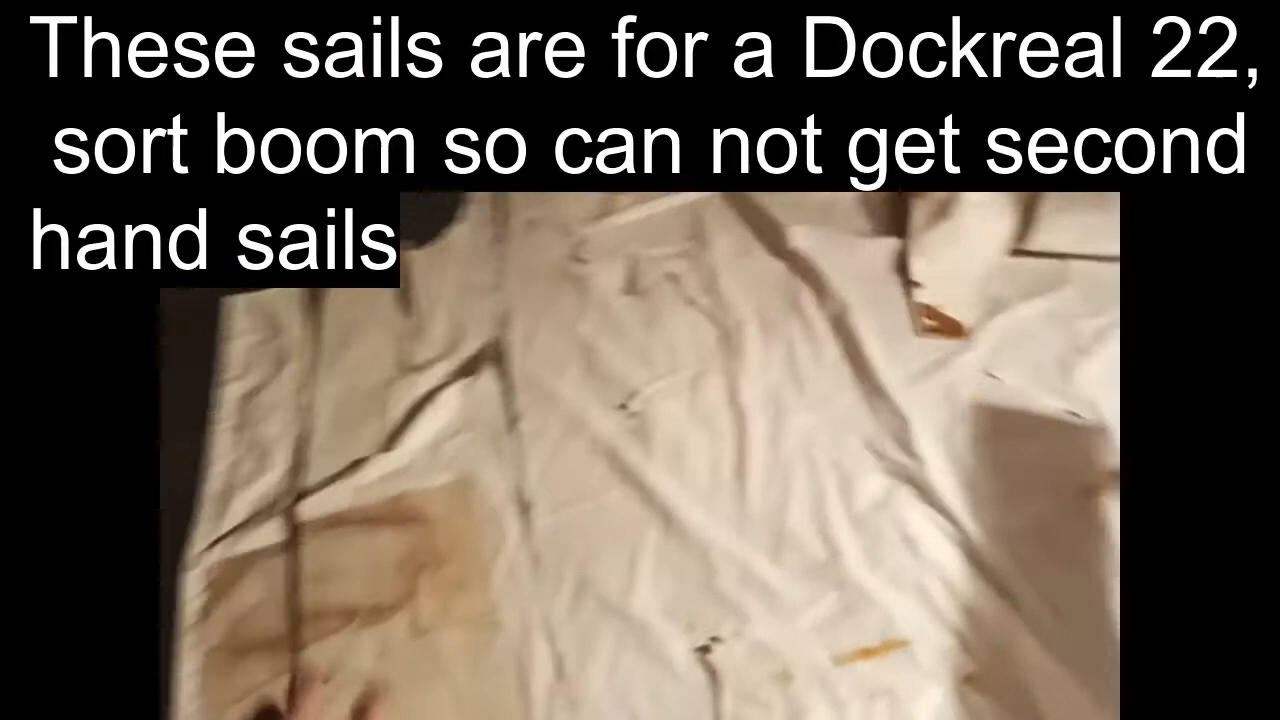 These sails are for a Dockreal 22,
sort boom so can not get second
hand sails